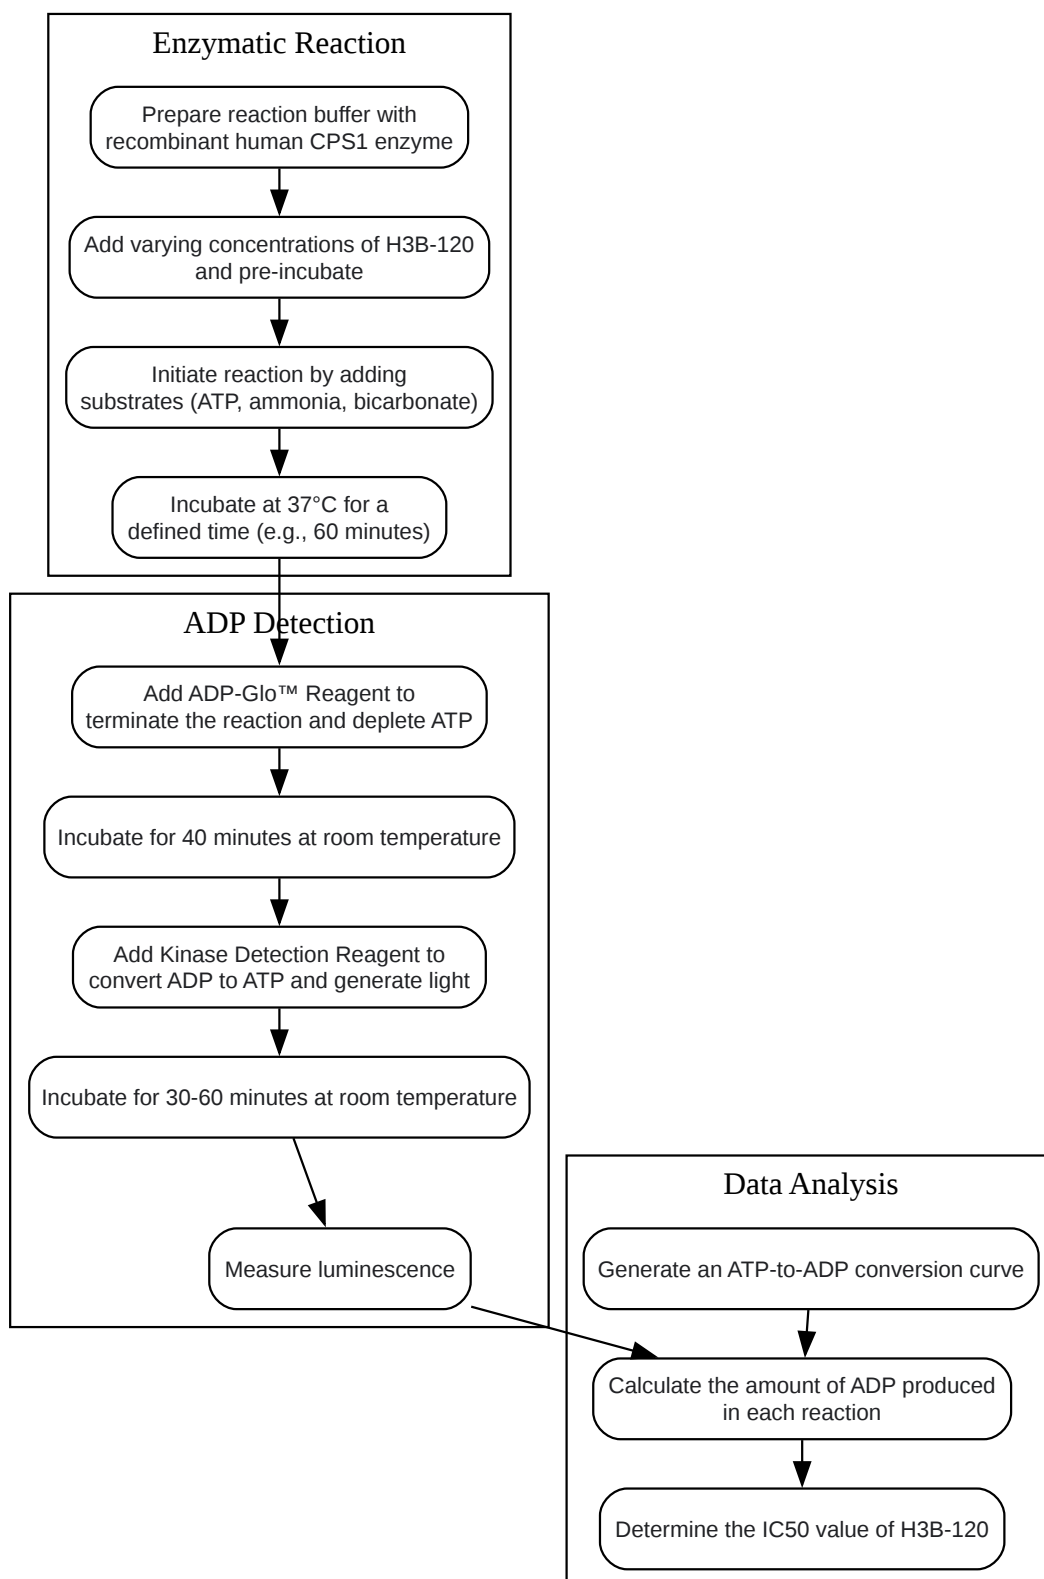 Enzymatic Reaction
Prepare reaction buffer with
recombinant human CPS1 enzyme
Add varying concentrations of H3B-120
and pre-incubate
Initiate reaction by adding
substrates (ATP, ammonia, bicarbonate)
Incubate at 37°C for a
defined time (e.g., 60 minutes)
ADP Detection
Add ADP-Glo™ Reagent to
terminate the reaction and deplete ATP
Incubate for 40 minutes at room temperature
Add Kinase Detection Reagent to
convert ADP to ATP and generate light
Incubate for 30-60 minutes at room temperature
Measure luminescence
Data Analysis
Generate an ATP-to-ADP conversion curve
Calculate the amount of ADP produced
in each reaction
Determine the IC50 value of H3B-120